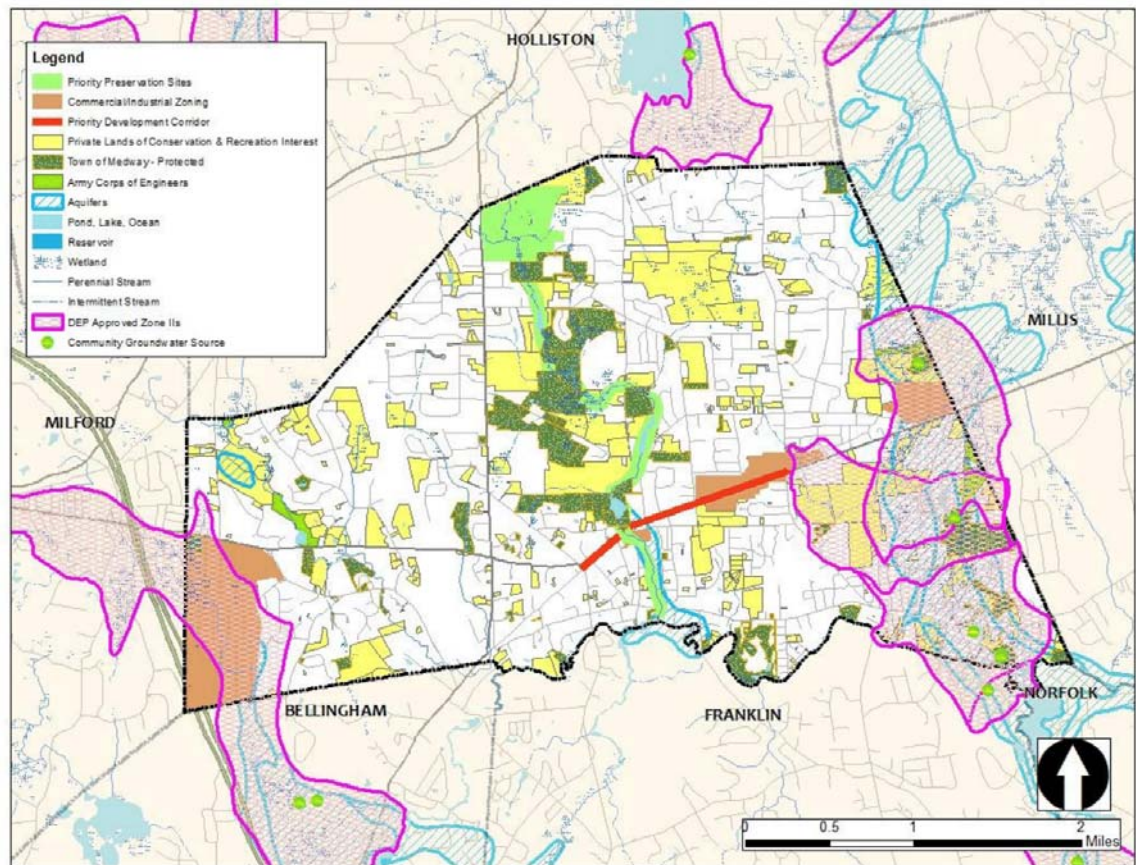 HOLLISTON
Legend
Priority Preservation Sites
Commercial/Industrial Zoning
Priority Development Corridor
Private Lands of Conservation & Recreation Interest
Town of Medway - Protected
Army Corps of Engineers
Aquifers
Pond, Lake, Ocean
Reservoir
Wetland
Perennial Stream
Intermittent Stream
DEP Approved Zone IIs
Community Groundwater Source
MILLIS
MILFORD
NORFOLK
BELLINGHAM
FRANKLIN
0 0.5 1 2
Miles